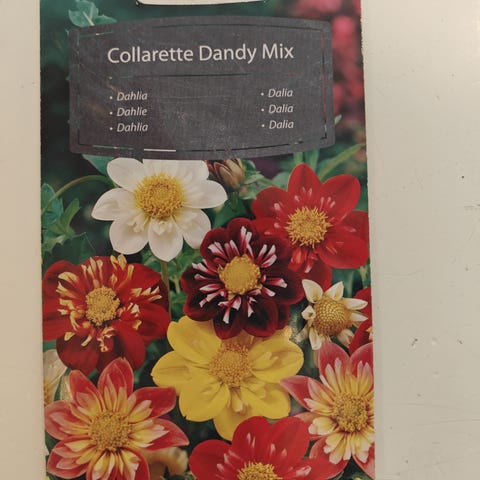 Collarette Dandy Mix
• Dahlia
• Dahlie
• Dahlia
• Dalia
• Dalia
• Dalia